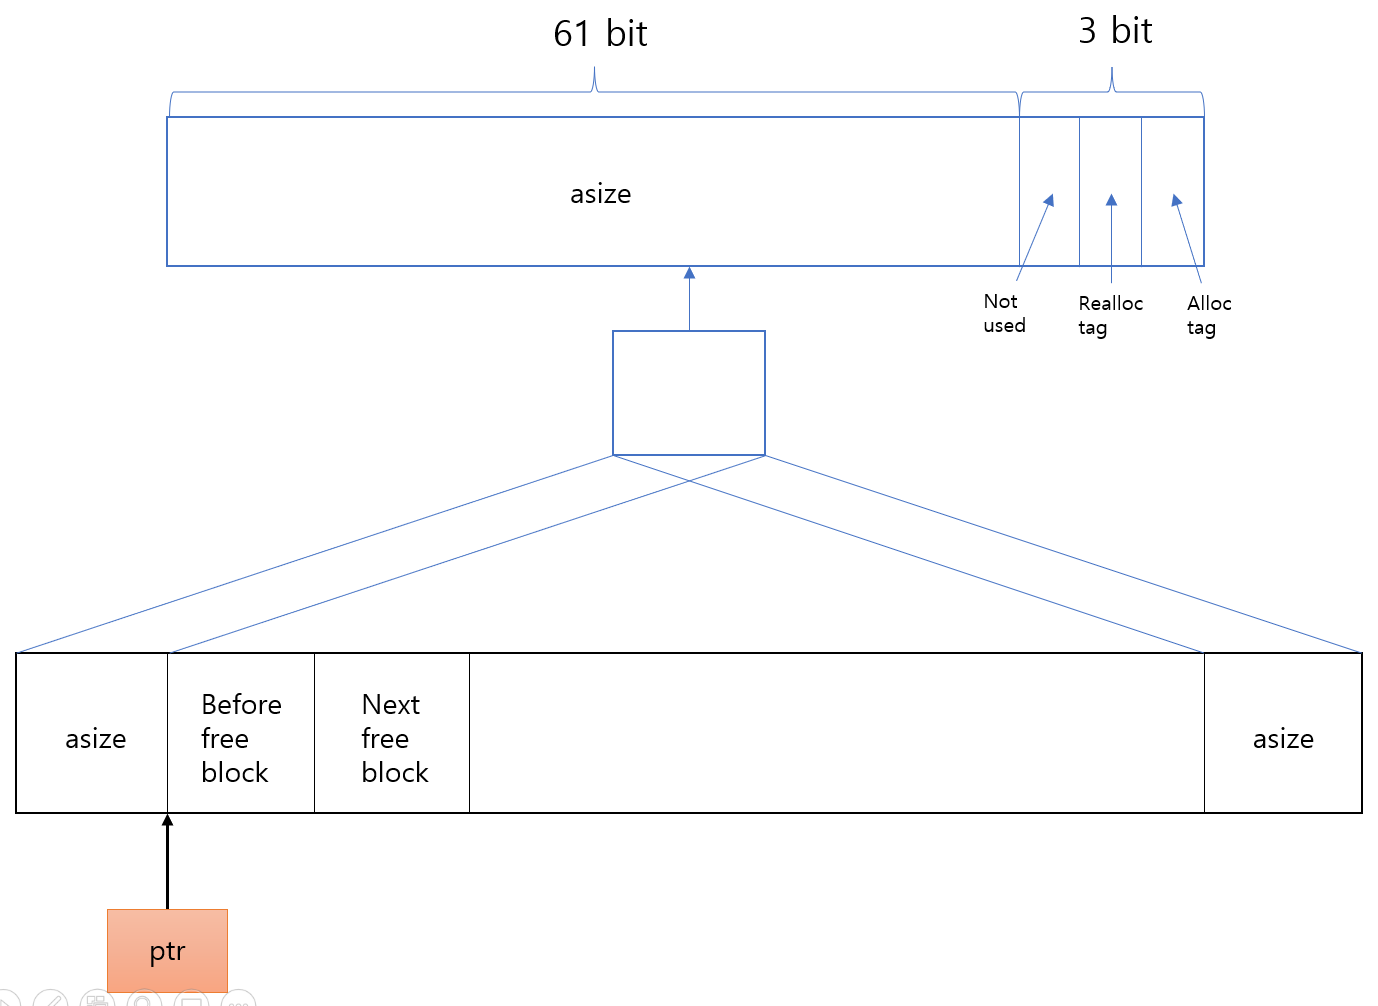 61 bit
3 bit
asize
Not
used
Realloc
tag
Alloc
tag
asize
Before
free
block
Next
free
block
asize
ptr